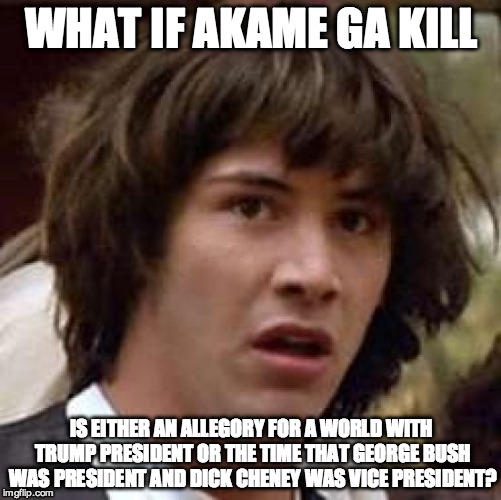 WHAT IF AKAME GA KILL
IS EITHER AN ALLEGORY FOR A WORLD WITH
TRUMP PRESIDENT OR THE TIME THAT GEORGE BUSH
WAS PRESIDENT AND DICK CHENEY WAS VICE PRESIDENT?
imgflip.com